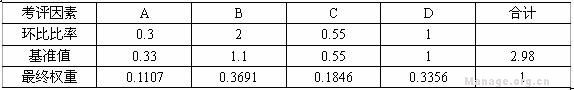 考评因素 A B C D 合计
环比比率 0.3 2 0.55 1
基准值 0.33 1.1 0.55 1 2.98
最终权重 0.1107 0.3691 0.1846 0.3356 1
Manage.org.cn